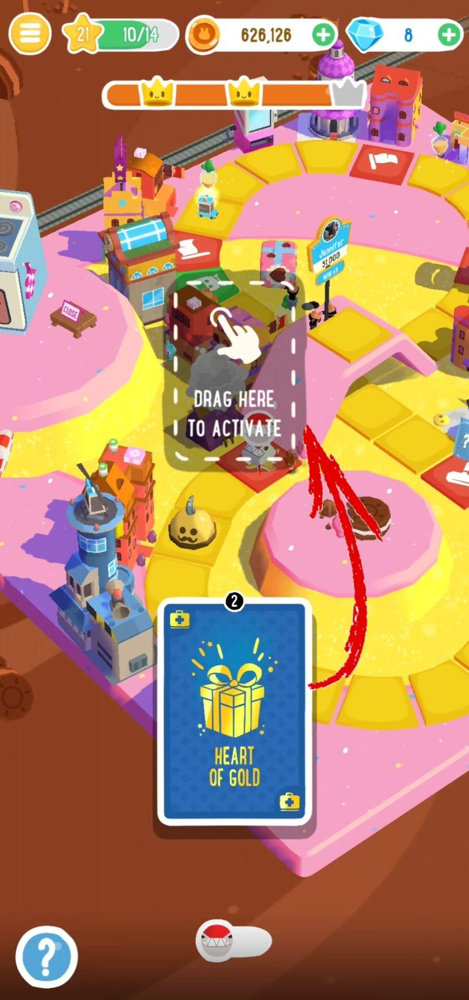 21
10/14
626,126
8
Jennifer
51,000
WIN x5
CLOSE
DRAG HERE
TO ACTIVATE
?
2
HEART
OF GOLD
?